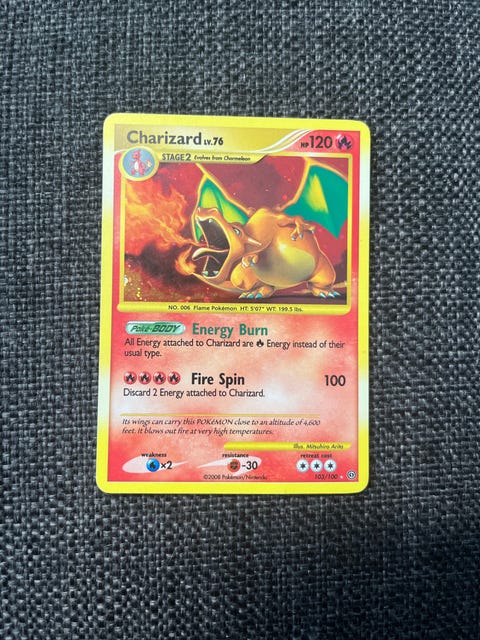 Charizard LV.76 HP 120
STAGE 2 Evolves from Charmeleon
NO. 006 Flame Pokémon HT: 5'07" WT: 199.5 lbs.
Poké-BODY Energy Burn
All Energy attached to Charizard are Energy instead of their
usual type.
Fire Spin 100
Discard 2 Energy attached to Charizard.
Its wings can carry this POKéMON close to an altitude of 4,600
feet. It blows out fire at very high temperatures.
Illus. Mitsuhiro Arita
weakness resistance retreat cost
×2 -30
©2008 Pokémon/Nintendo 103/100